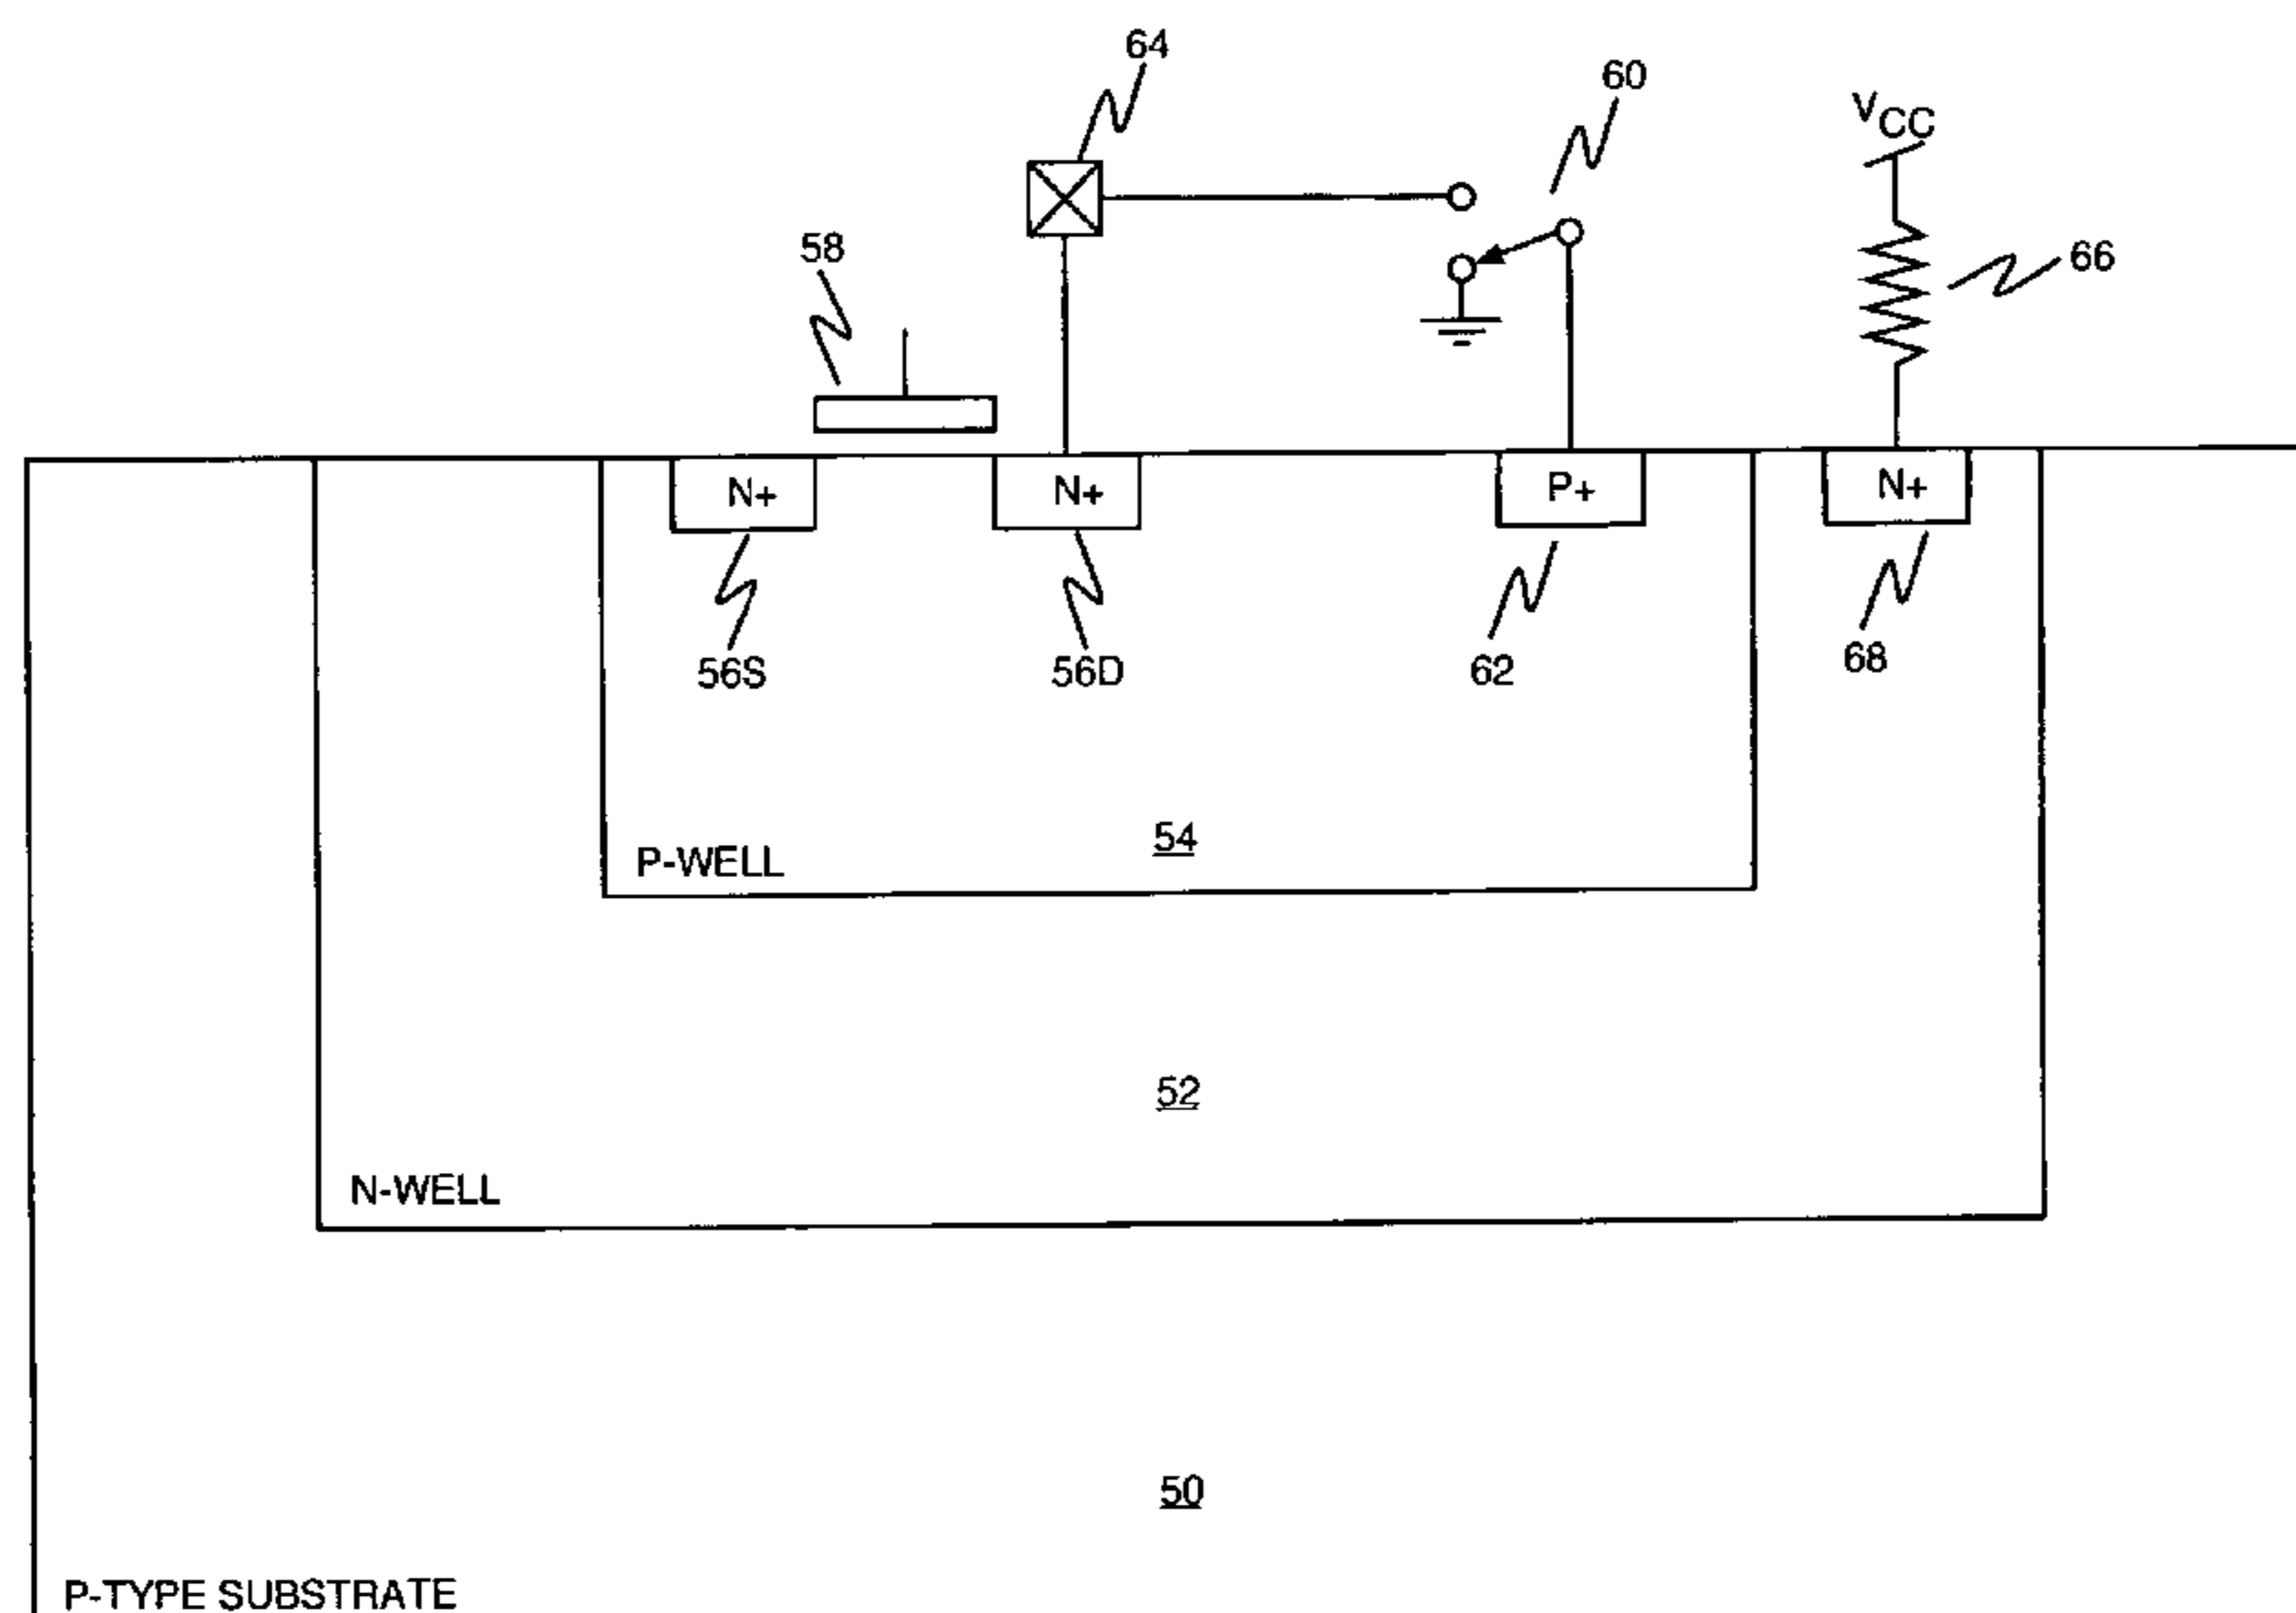 64
60
VCC
58
66
N+
N+
P+
N+
56S
56D
62
68
54
P-WELL
52
N-WELL
50
P-TYPE SUBSTRATE